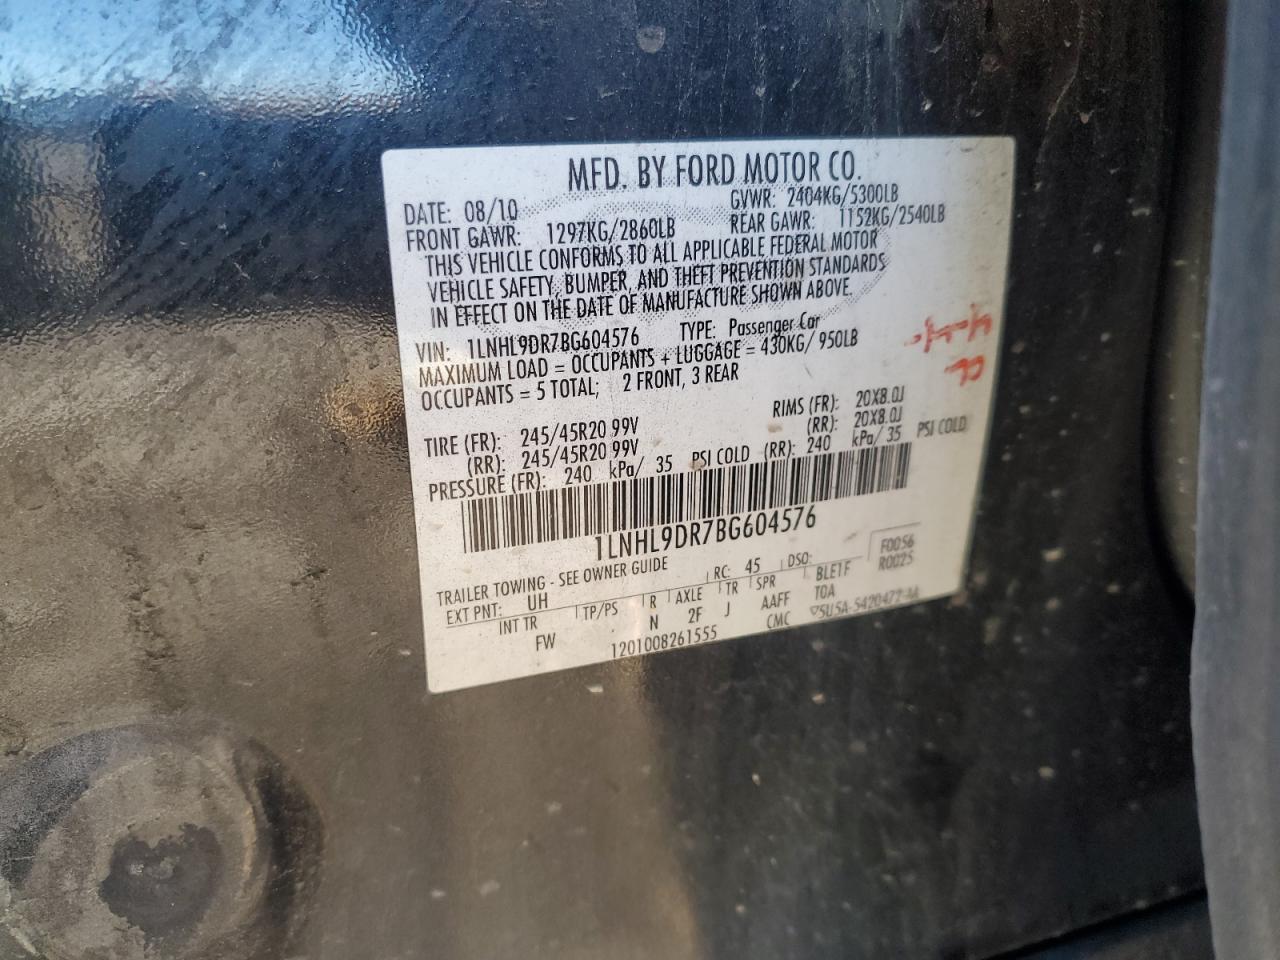 MFD. BY FORD MOTOR CO.
DATE: 08/10 GVWR: 2404KG/5300LB
FRONT GAWR: 1297KG/2860LB REAR GAWR: 1152KG/2540LB
THIS VEHICLE CONFORMS TO ALL APPLICABLE FEDERAL MOTOR
VEHICLE SAFETY, BUMPER, AND THEFT PREVENTION STANDARDS
IN EFFECT ON THE DATE OF MANUFACTURE SHOWN ABOVE.
VIN: 1LNHL9DR7BG604576 TYPE: Passenger Car
MAXIMUM LOAD = OCCUPANTS + LUGGAGE = 430KG/ 950LB
OCCUPANTS = 5 TOTAL; 2 FRONT, 3 REAR
TIRE (FR): 245/45R20 99V RIMS (FR): 20X8.0J
(RR): 245/45R20 99V (RR): 20X8.0J
PRESSURE (FR): 240 kPa/ 35 PSI COLD (RR): 240 kPa/ 35 PSI COLD
1LNHL9DR7BG604576
TRAILER TOWING - SEE OWNER GUIDE
F0056
EXT PNT: UH RC: 45 DSO: R0025
INT TR TP/PS R AXLE TR SPR BLE1F
FW N 2F J AAFF TOA
1201008261555 CMC ▽5U5A-5420472-AA